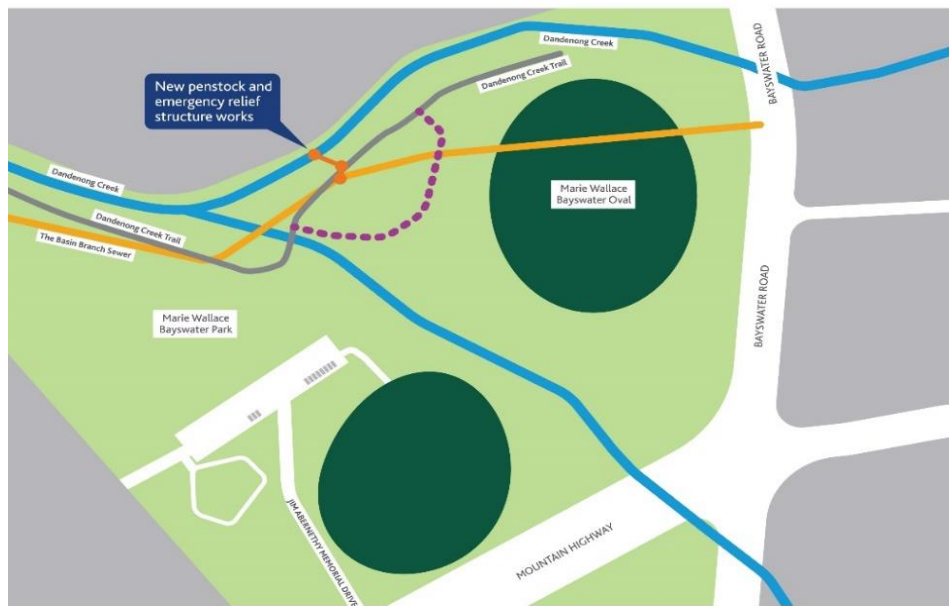 Dandenong Creek
BAYSWATER ROAD
Dandenong Creek Trail
New penstock and
emergency relief
structure works
Dandenong Creek
Marie Wallace
Bayswater Oval
Dandenong Creek Trail
The Basin Branch Sewer
BAYSWATER ROAD
Marie Wallace
Bayswater Park
JIM ABERNETHY MEMORIAL DRIVE
MOUNTAIN HIGHWAY